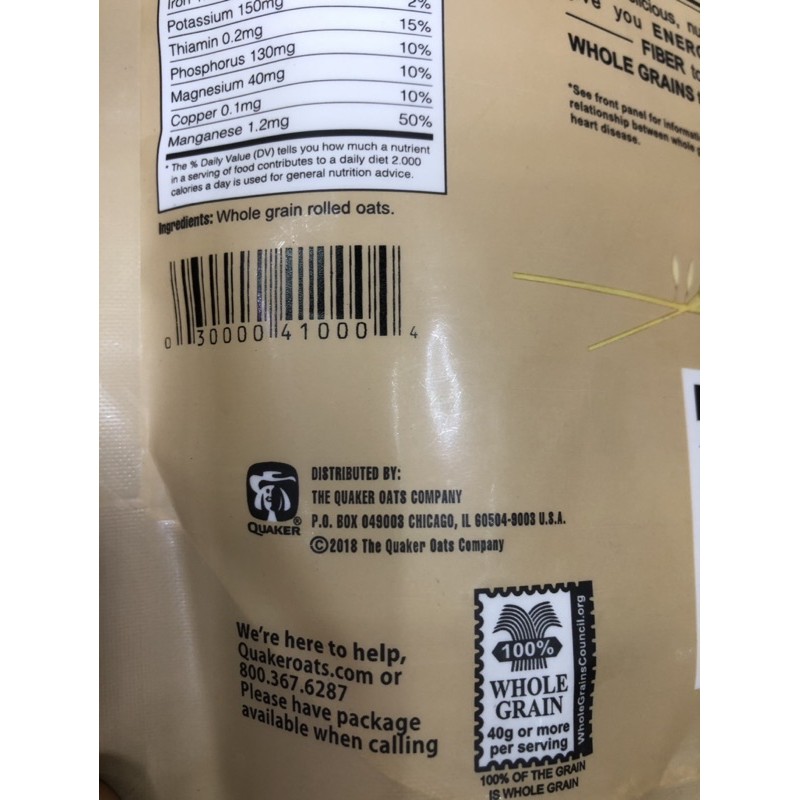 2%
Potassium 150mg
15%
Thiamin 0.2mg
10%
Phosphorus 130mg
10%
Magnesium 40mg
10%
Copper 0.1mg
50%
Manganese 1.2mg
* The % Daily Value (DV) tells you how much a nutrient
in a serving of food contributes to a daily diet 2.000
calories a day is used for general nutrition advice.
Ingredients: Whole grain rolled oats.
0 30000 41000 4
you
FIBER
WHOLE GRAINS
*See front panel for
relationship between whole
heart disease.
QUAKER®
DISTRIBUTED BY:
THE QUAKER OATS COMPANY
P.O. BOX 049003 CHICAGO, IL 60504-9003 U.S.A.
©2018 The Quaker Oats Company
We're here to help,
Quakeroats.com or
800.367.6287
Please have package
available when calling
100%
WHOLE
GRAIN
40g or more
per serving
WholeGrainsCouncil.org
100% OF THE GRAIN
IS WHOLE GRAIN